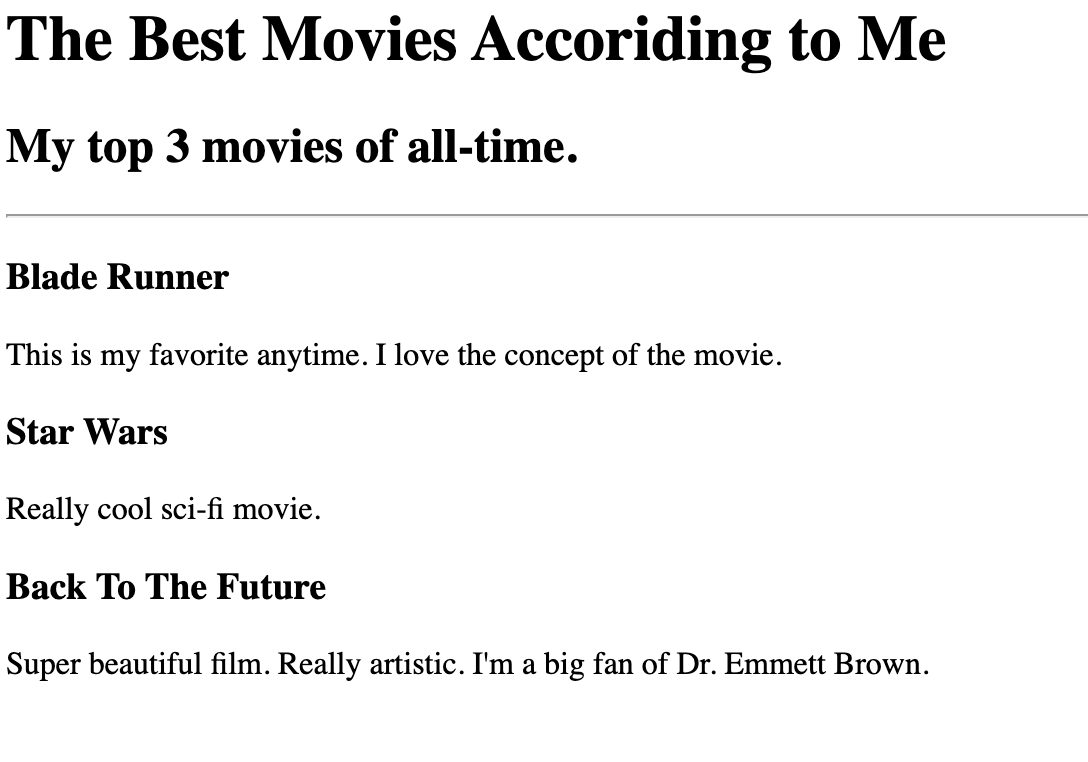 The Best Movies Accoriding to Me
My top 3 movies of all-time.
Blade Runner
This is my favorite anytime. I love the concept of the movie.
Star Wars
Really cool sci-fi movie.
Back To The Future
Super beautiful film. Really artistic. I'm a big fan of Dr. Emmett Brown.